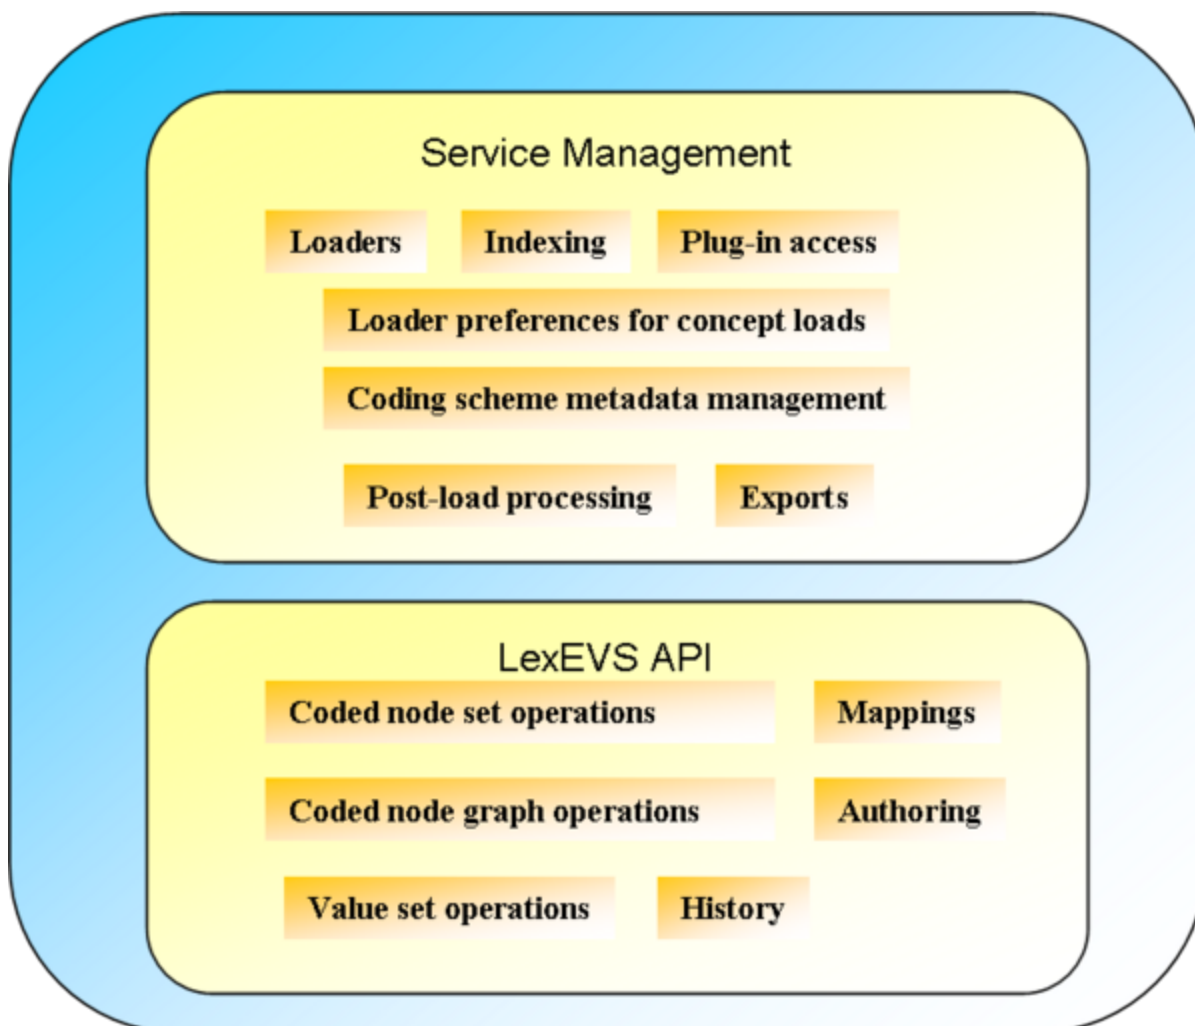 Service Management
Loaders
Indexing
Plug-in access
Loader preferences for concept loads
Coding scheme metadata management
Post-load processing
Exports
LexEVS API
Coded node set operations
Mappings
Coded node graph operations
Authoring
Value set operations
History